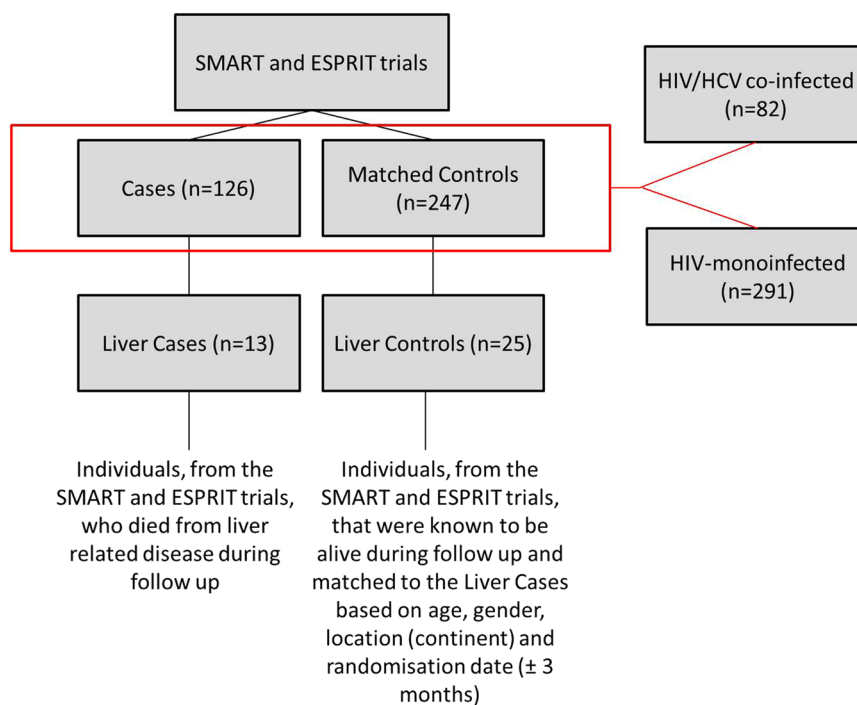 SMART and ESPRIT trials
HIV/HCV co-infected
(n=82)
Cases (n=126)
Matched Controls
(n=247)
HIV-monoinfected
(n=291)
Liver Cases (n=13)
Liver Controls (n=25)
Individuals, from the
SMART and ESPRIT trials,
who died from liver
related disease during
follow up
Individuals, from the
SMART and ESPRIT trials,
that were known to be
alive during follow up and
matched to the Liver Cases
based on age, gender,
location (continent) and
randomisation date (± 3
months)